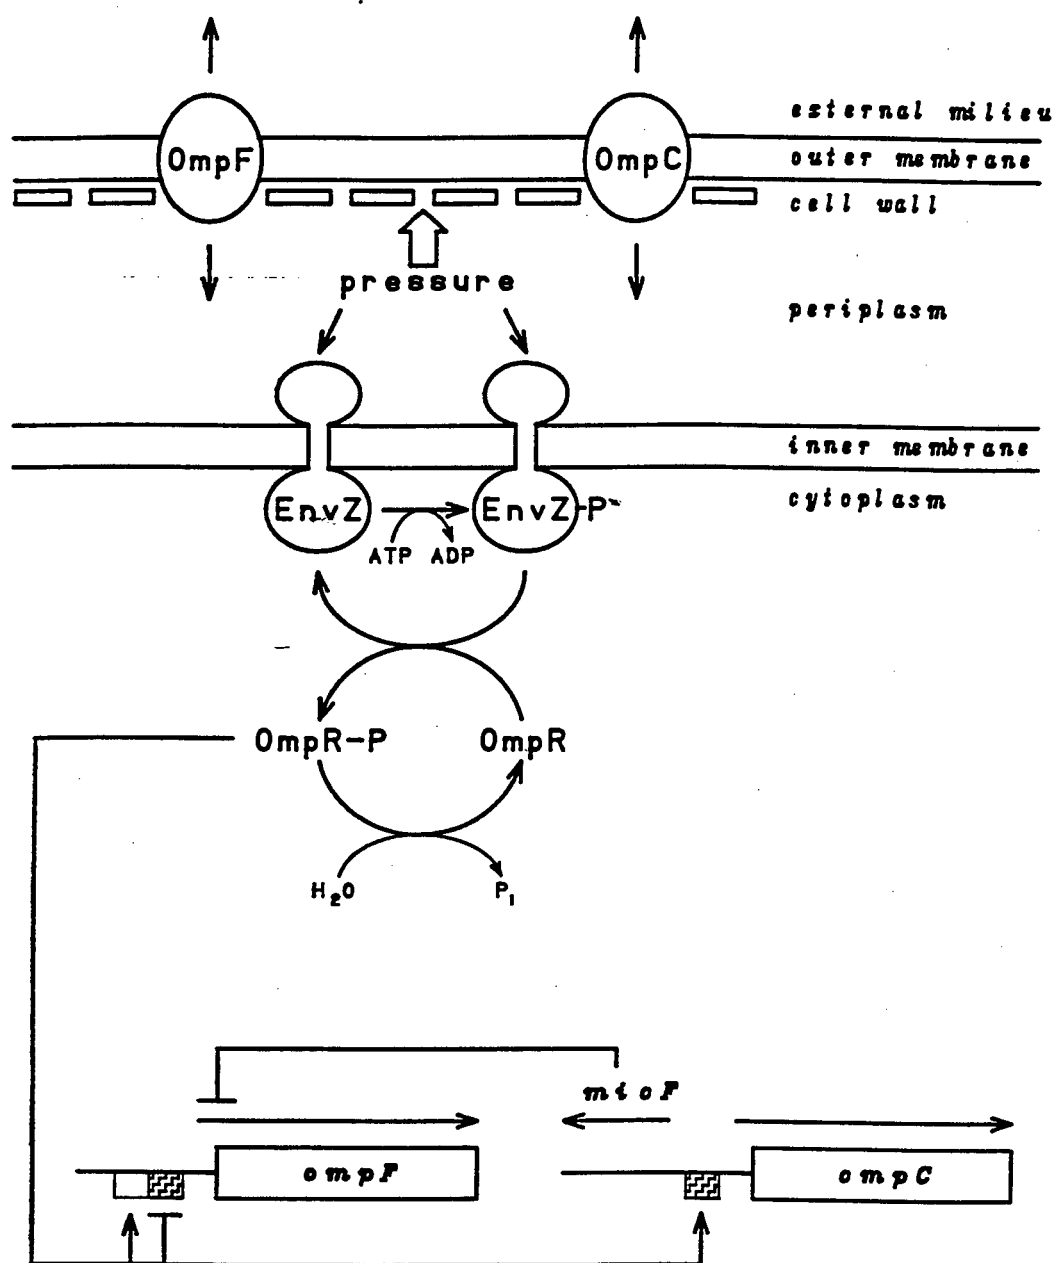 external milieu
OmpF
OmpC
outer membrane
cell wall
pressure
periplasm
inner membrane
EnvZ
EnvZ-P
cytoplasm
ATP ADP
OmpR-P
OmpR
H₂O
P₁
micF
ompF
ompC